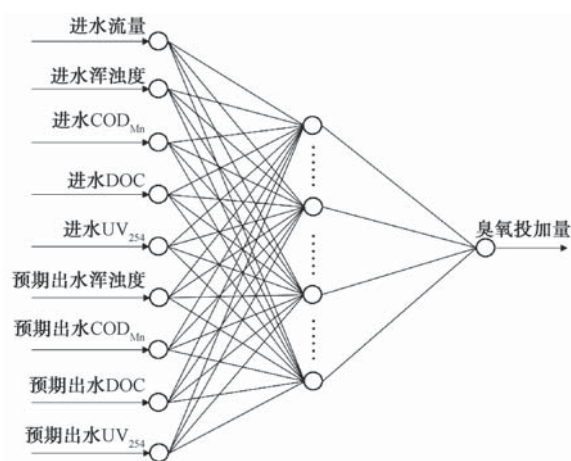 进水流量
进水浑浊度
进水COD_Mn
进水DOC
进水UV_254
预期出水浑浊度
预期出水COD_Mn
预期出水DOC
预期出水UV_254
臭氧投加量